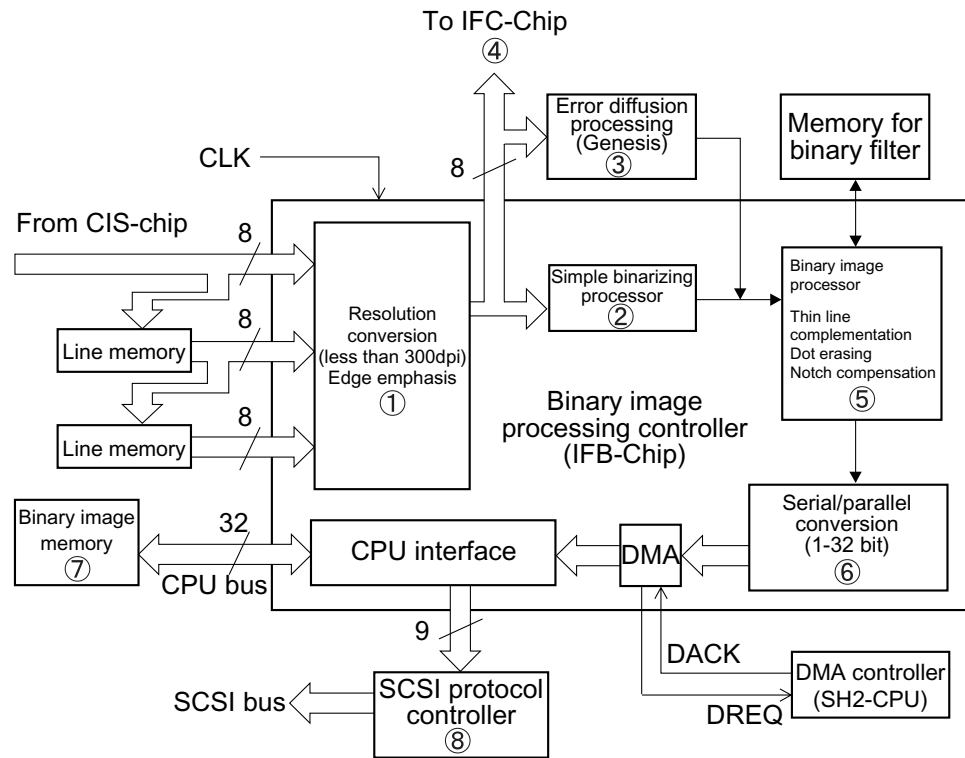 To IFC-Chip
④
Error diffusion
processing
(Genesis)
③
Memory for
binary filter
CLK
8
From CIS-chip
8
Line memory
8
Line memory
8
Resolution
conversion
(less than 300dpi)
Edge emphasis
①
Simple binarizing
processor
②
Binary image
processor
Thin line
complementation
Dot erasing
Notch compensation
⑤
Binary image
processing controller
(IFB-Chip)
Binary image
memory
⑦
32
CPU bus
CPU interface
DMA
Serial/parallel
conversion
(1-32 bit)
⑥
9
DACK
DREQ
DMA controller
(SH2-CPU)
SCSI bus
SCSI protocol
controller
⑧